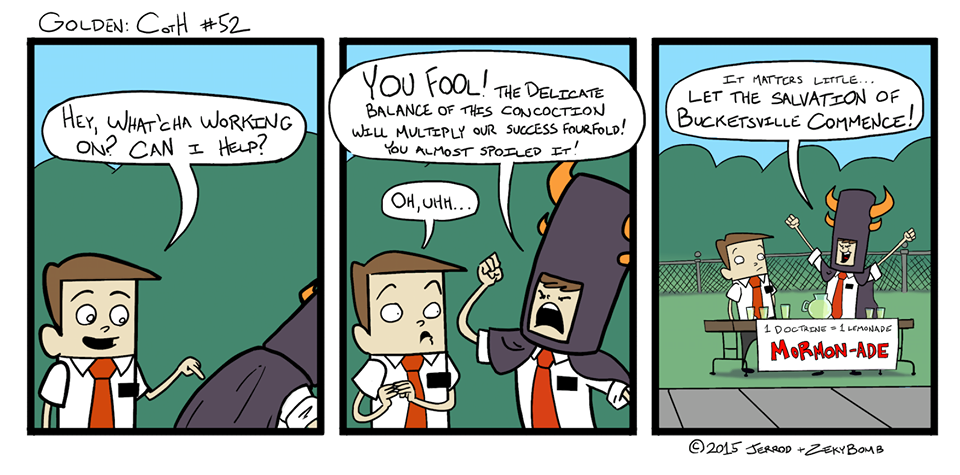 GOLDEN: COTH #52
HEY, WHAT'CHA WORKING
ON? CAN I HELP?
YOU FOOL! THE DELICATE
BALANCE OF THIS CONCOCTION
WILL MULTIPLY OUR SUCCESS FOURFOLD!
YOU ALMOST SPOILED IT!
OH, UHH...
IT MATTERS LITTLE...
LET THE SALVATION OF
BUCKETSVILLE COMMENCE!
1 DOCTRINE = 1 LEMONADE
MORMON-ADE
©2015 JERROD + ZEKYBOMB